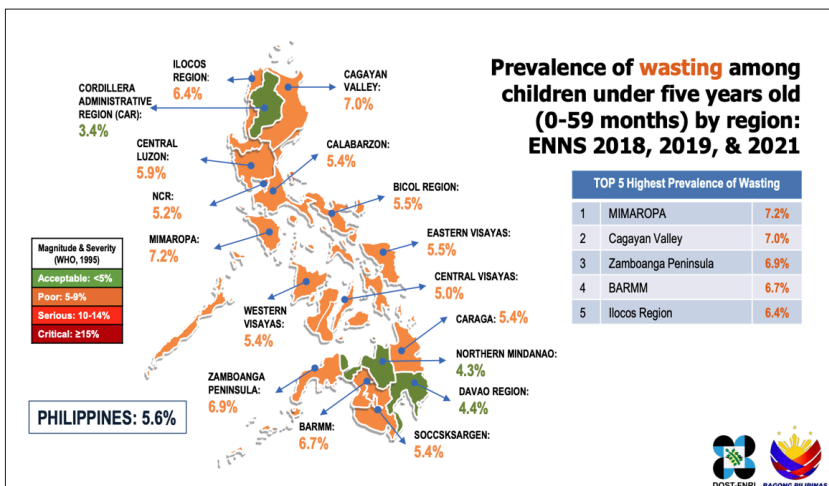 Prevalence of wasting among
children under five years old
(0-59 months) by region:
ENNS 2018, 2019, & 2021
ILOCOS
REGION:
6.4%
CAGAYAN
VALLEY:
7.0%
CORDILLERA
ADMINISTRATIVE
REGION (CAR):
3.4%
CENTRAL
LUZON:
5.9%
CALABARZON:
5.4%
NCR:
5.2%
BICOL REGION:
5.5%
MIMAROPA:
7.2%
EASTERN VISAYAS:
5.5%
CENTRAL VISAYAS:
5.0%
WESTERN
VISAYAS:
5.4%
CARAGA: 5.4%
NORTHERN MINDANAO:
4.3%
ZAMBOANGA
PENINSULA:
6.9%
DAVAO REGION:
4.4%
BARMM:
6.7%
SOCCSKSARGEN:
5.4%
Magnitude & Severity
(WHO, 1995)
Acceptable: <5%
Poor: 5-9%
Serious: 10-14%
Critical: ≥15%
PHILIPPINES: 5.6%
TOP 5 Highest Prevalence of Wasting
1 MIMAROPA 7.2%
2 Cagayan Valley 7.0%
3 Zamboanga Peninsula 6.9%
4 BARMM 6.7%
5 Ilocos Region 6.4%
DOST-FNRI
BAGONG PILIPINAS